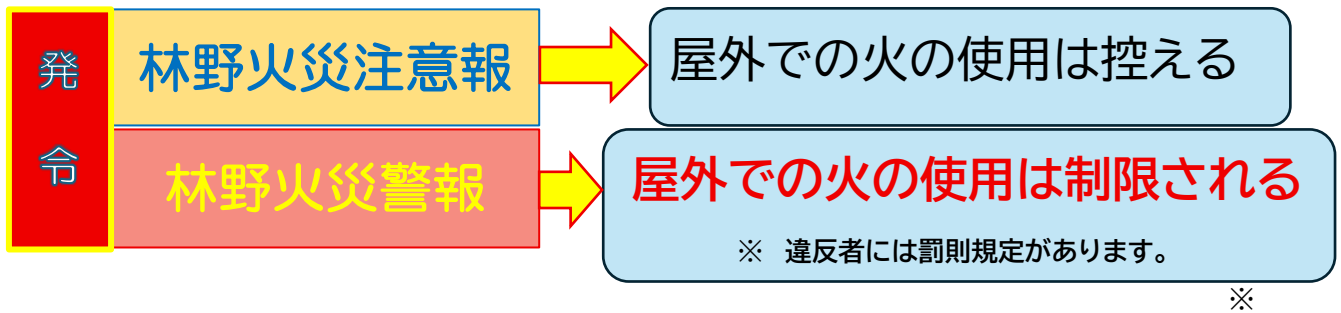 発令
林野火災注意報
屋外での火の使用は控える
林野火災警報
屋外での火の使用は制限される
※ 違反者には罰則規定があります。
※